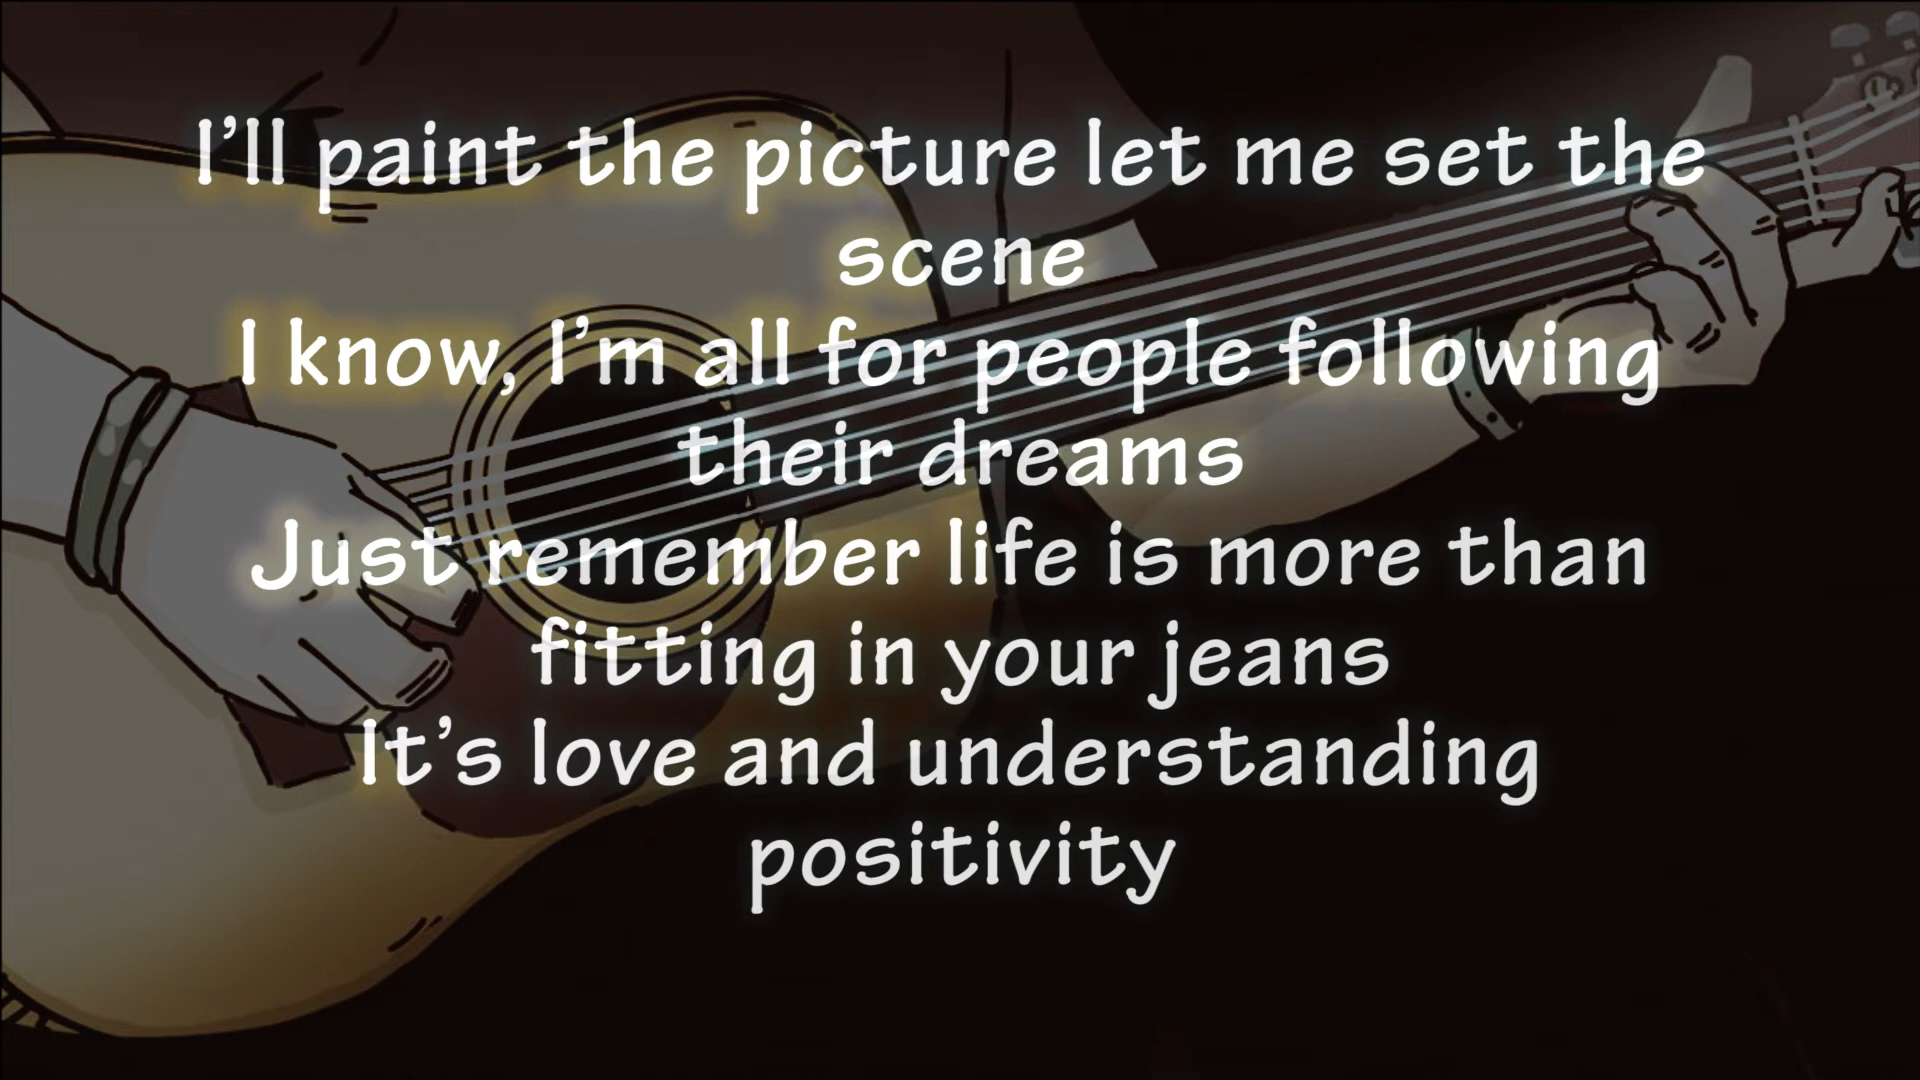 I’ll paint the picture let me set the
scene
I know, I’m all for people following
their dreams
Just remember life is more than
fitting in your jeans
It’s love and understanding
positivity